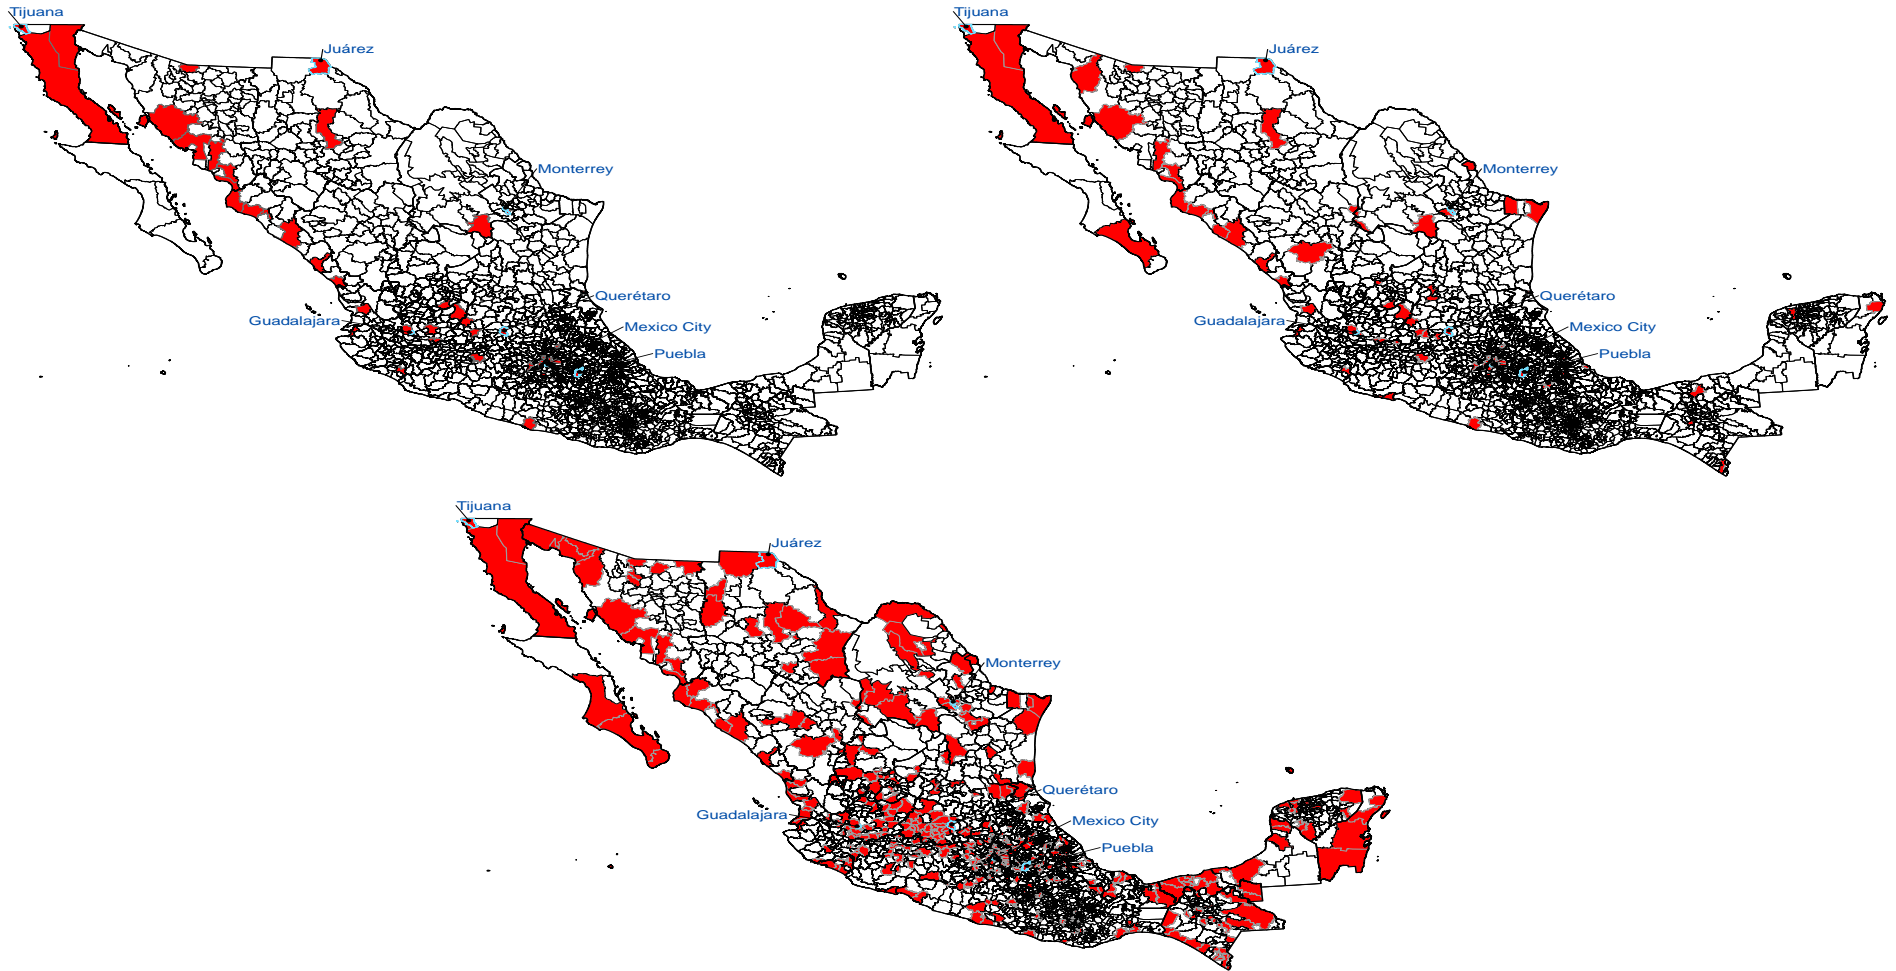 Tijuana
Juárez
Monterrey
Querétaro
Guadalajara
Mexico City
Puebla
Tijuana
Juárez
Monterrey
Querétaro
Guadalajara
Mexico City
Puebla
Tijuana
Juárez
Monterrey
Querétaro
Guadalajara
Mexico City
Puebla